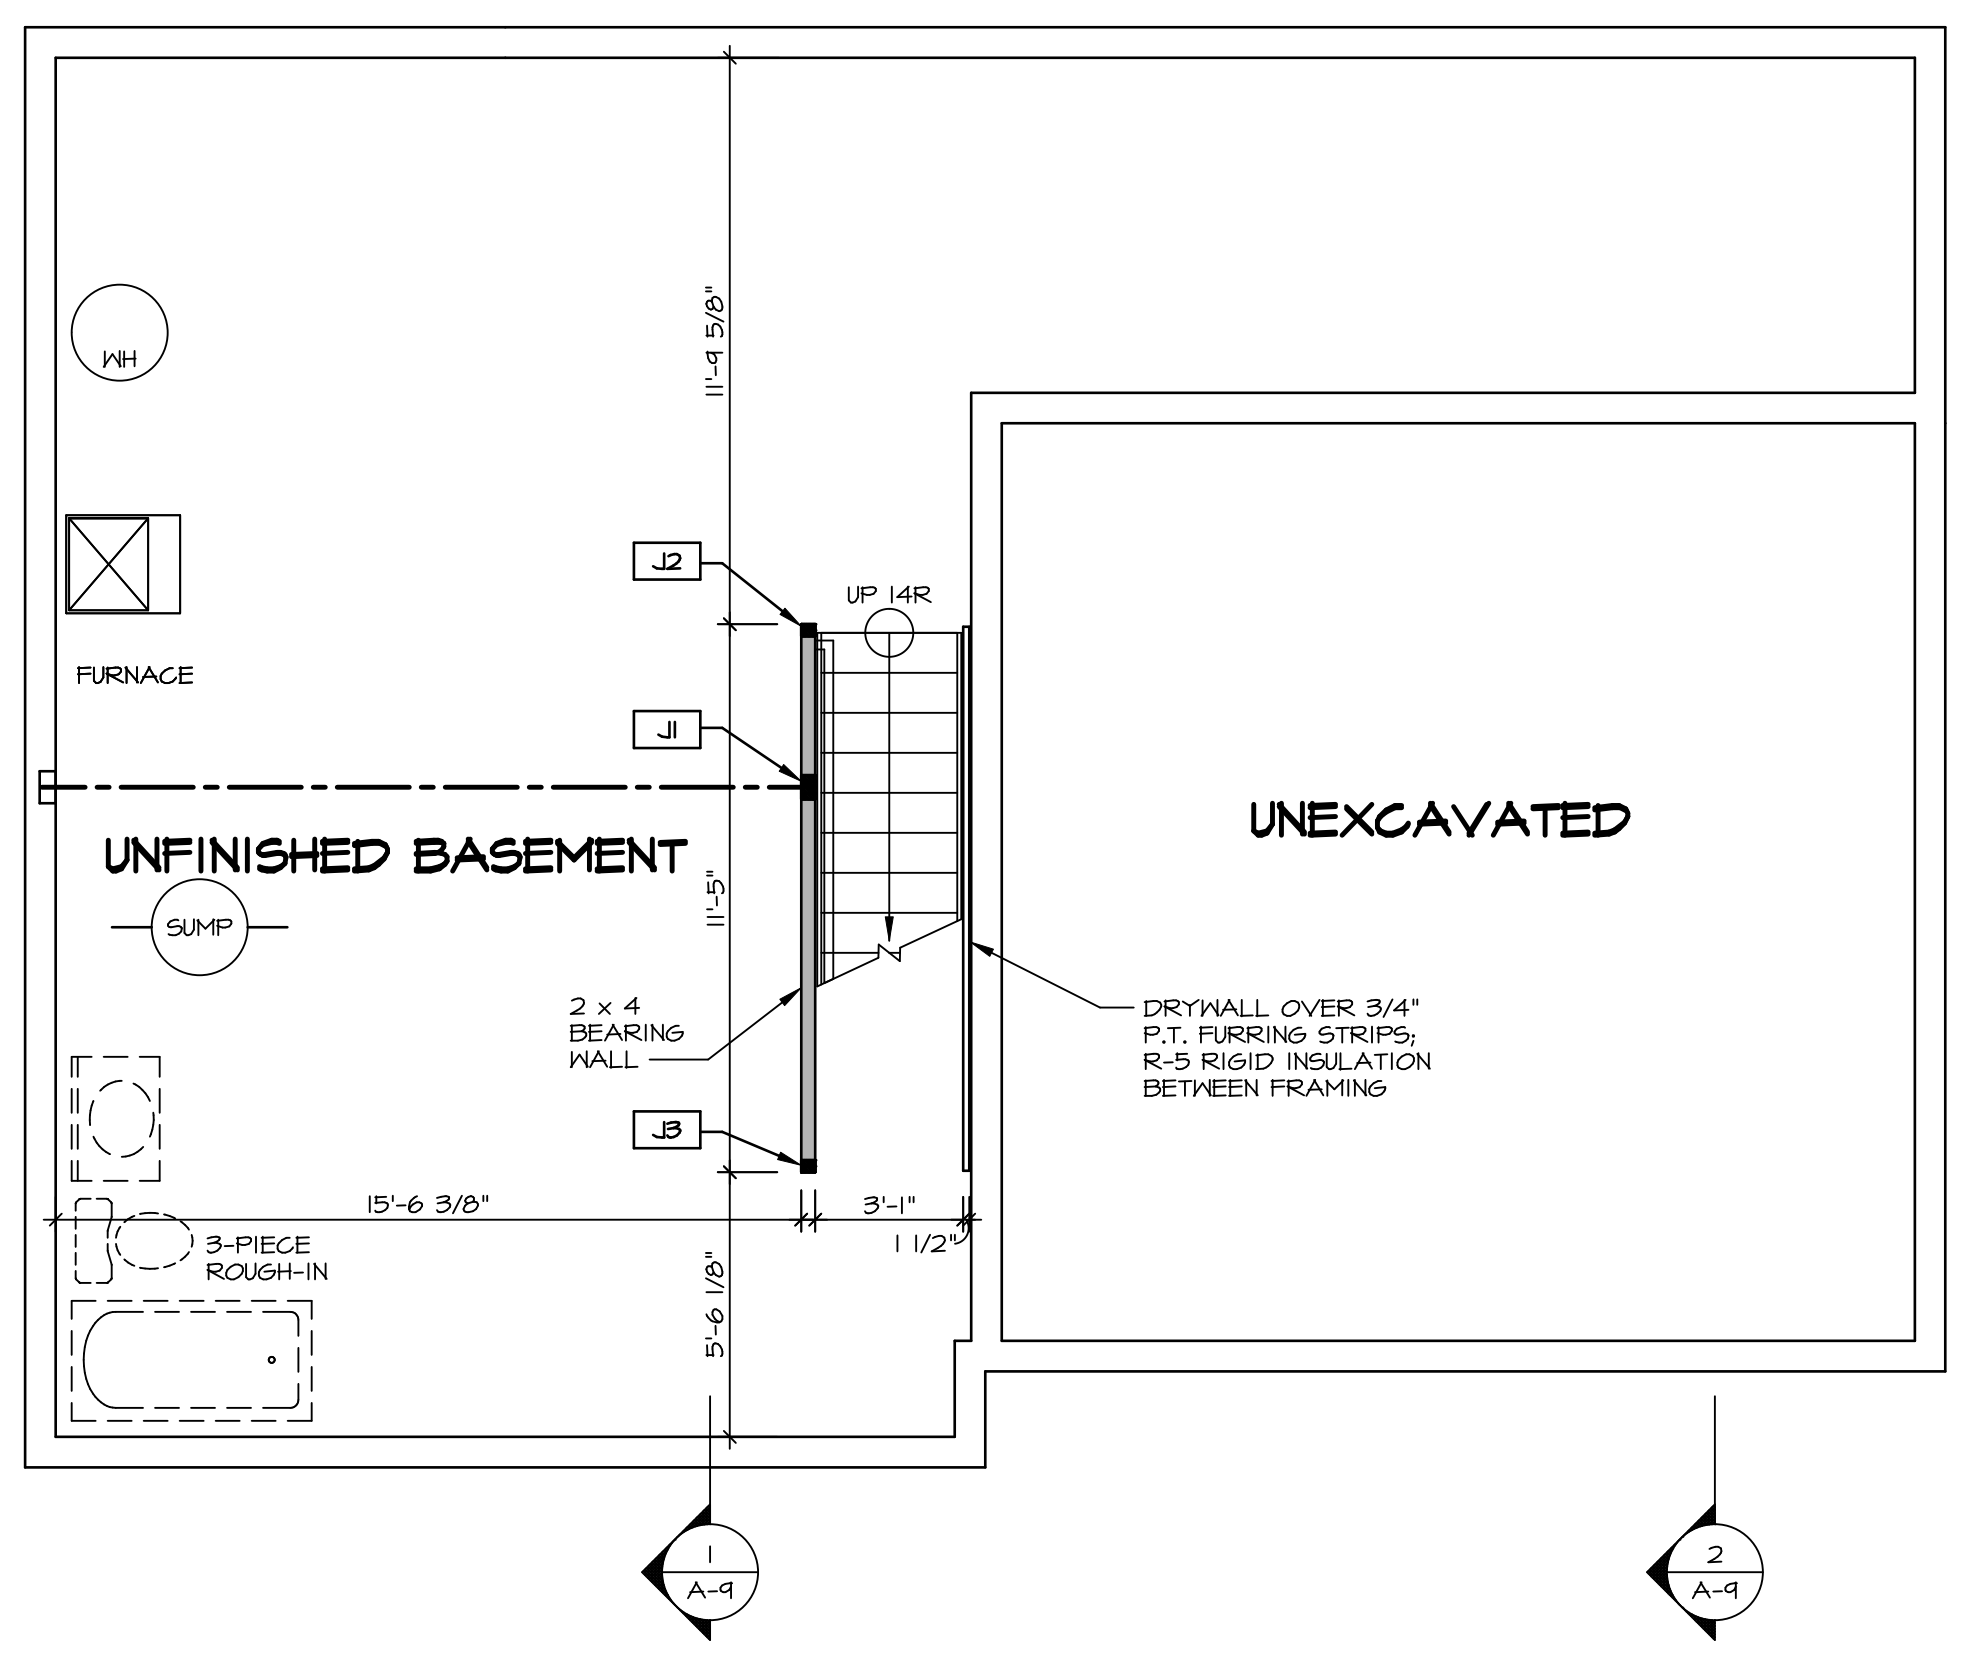 11'-9 5/8"
WH
J2
UP 14R
FURNACE
J1
UNEXCAVATED
UNFINISHED BASEMENT
11'-5"
SUMP
2 x 4
BEARING
WALL
DRYWALL OVER 3/4"
P.T. FURRING STRIPS;
R-5 RIGID INSULATION
BETWEEN FRAMING
J3
15'-6 3/8"
3'-1"
1 1/2"
3-PIECE
ROUGH-IN
5'-6 1/8"
1
A-9
2
A-9